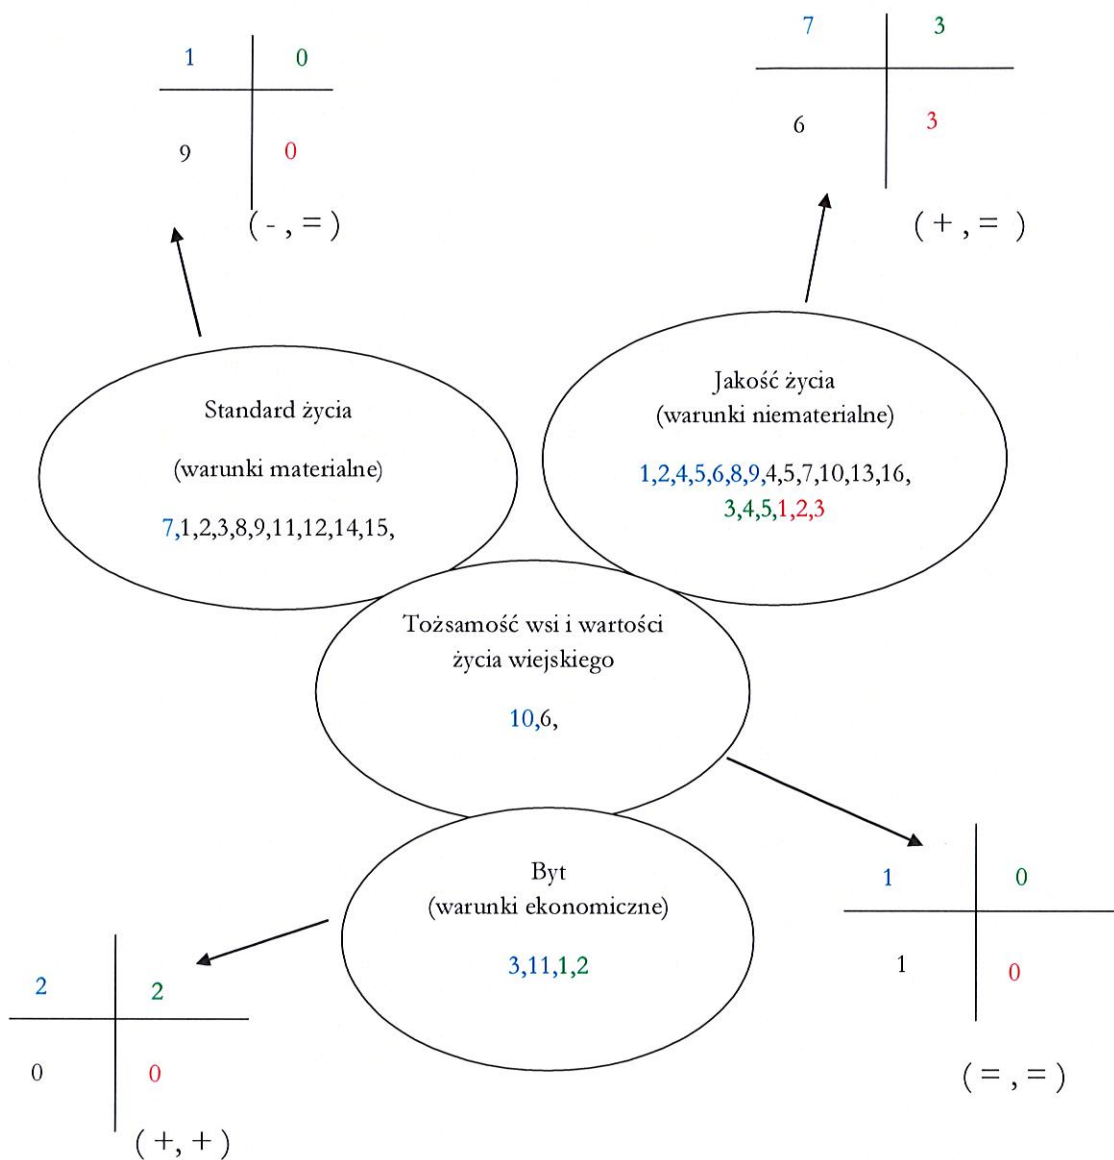 1 0
9 0
( - , = )
7 3
6 3
( + , = )
Standard życia
(warunki materialne)
7,1,2,3,8,9,11,12,14,15,
Jakość życia
(warunki niematerialne)
1,2,4,5,6,8,9,4,5,7,10,13,16,
3,4,5,1,2,3
Tożsamość wsi i wartości
życia wiejskiego
10,6,
Byt
(warunki ekonomiczne)
3,11,1,2
1 0
1 0
( = , = )
2 2
0 0
( +, + )